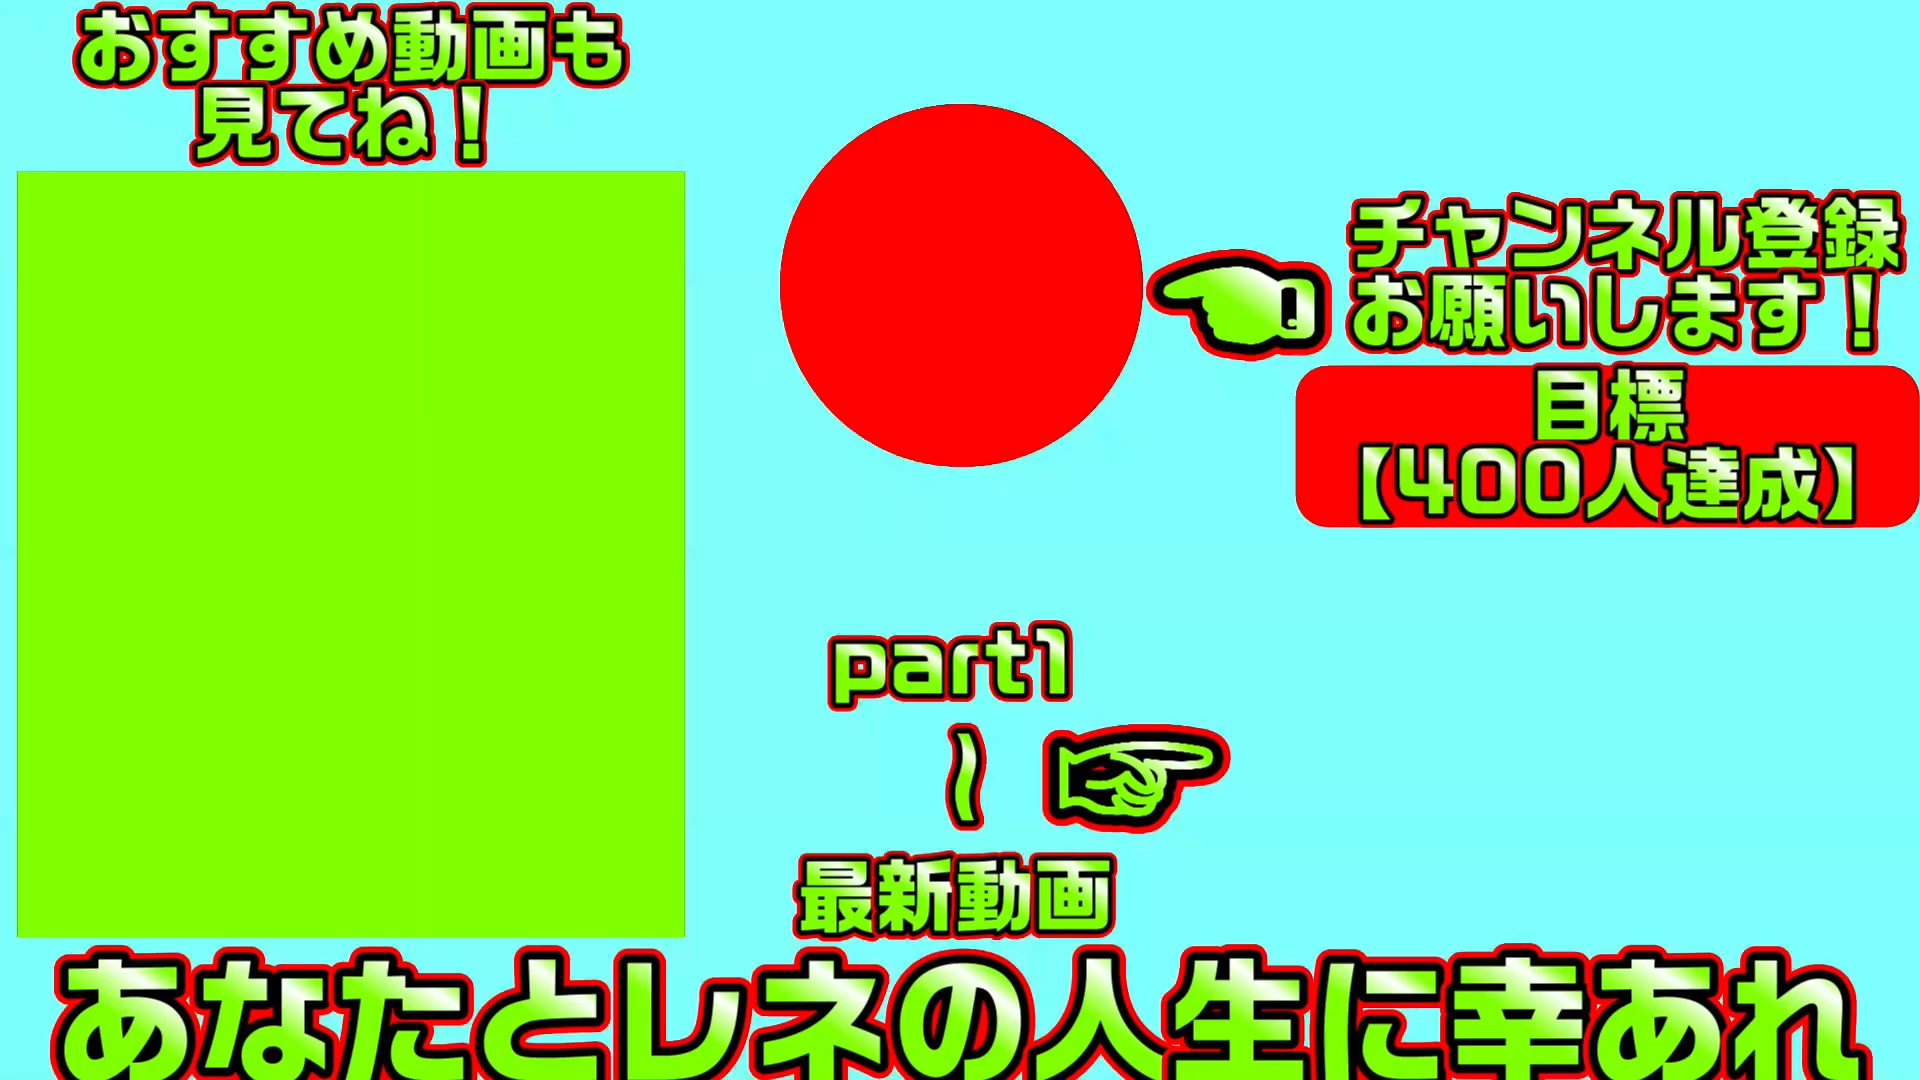 おすすめ動画も
見てね！
チャンネル登録
お願いします！
目標
【400人達成】
part1
〜
最新動画
あなたとレネの人生に幸あれ